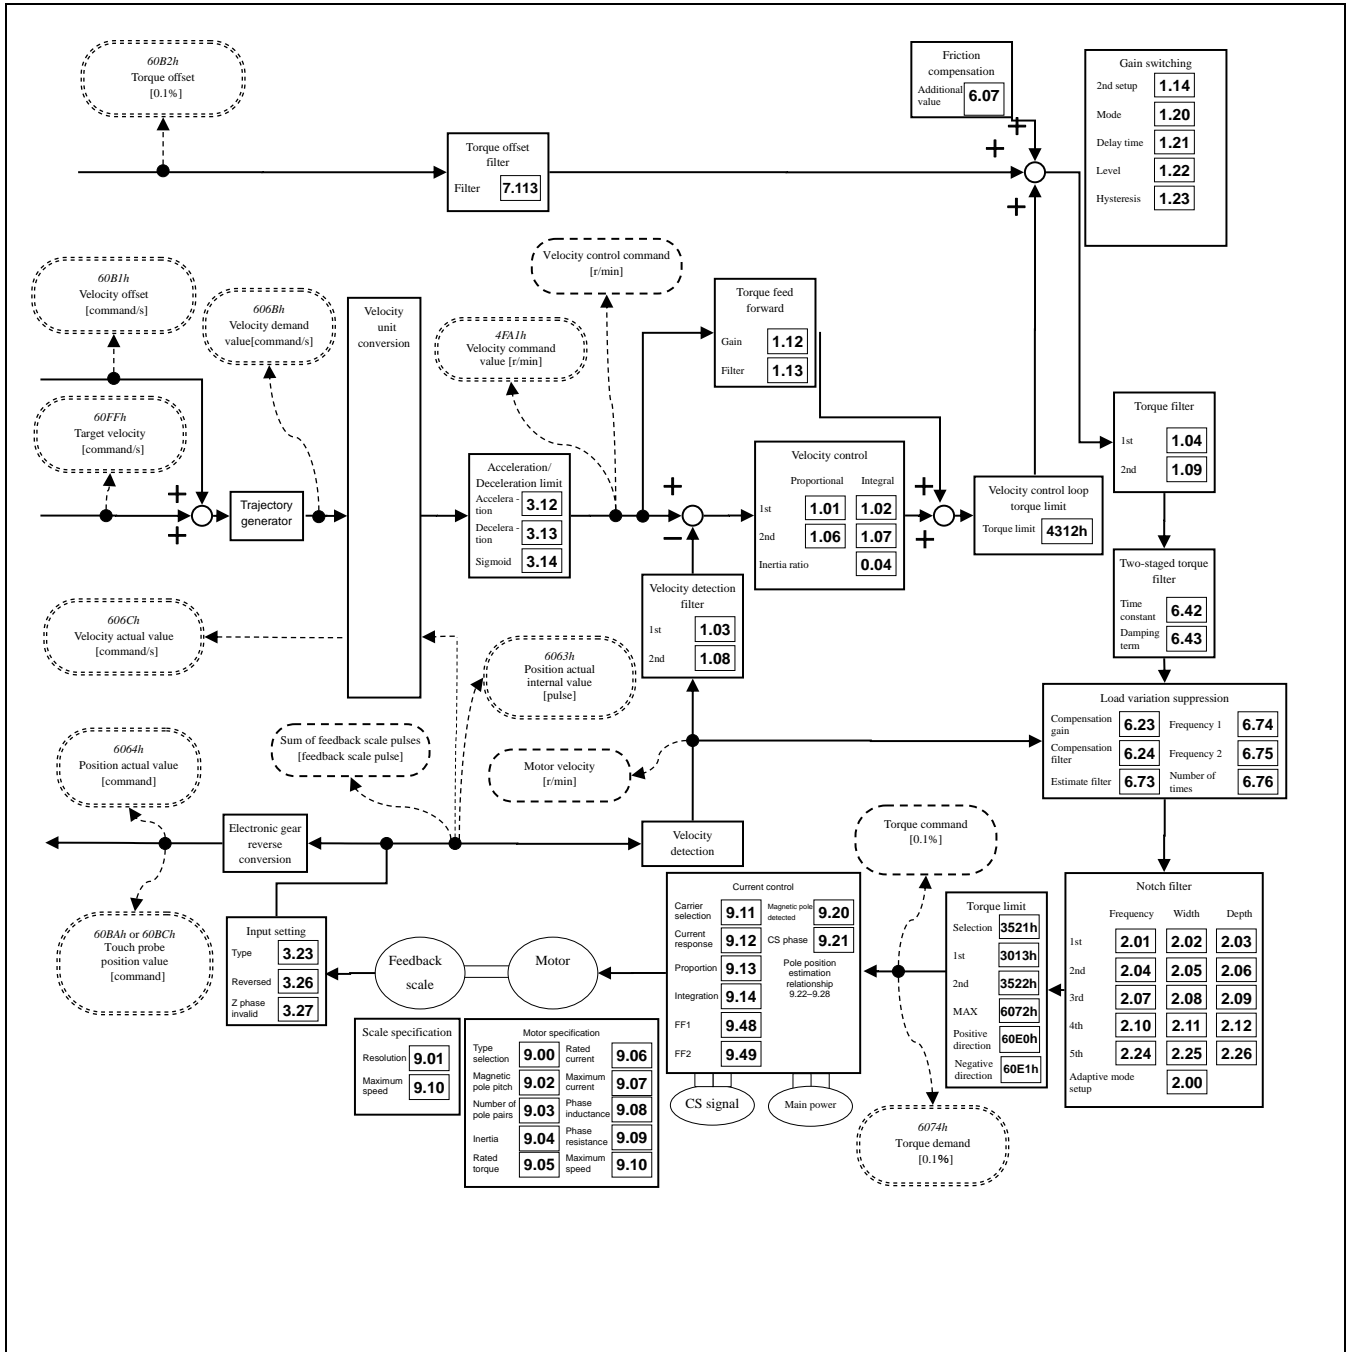 60B2h
Torque offset
[0.1%]
Friction
compensation
Additional
value
6.07
Gain switching
2nd setup 1.14
Mode 1.20
Delay time 1.21
Level 1.22
Hysteresis 1.23
Torque offset
filter
Filter 7.113
+
+
+
60B1h
Velocity offset
[command/s]
606Bh
Velocity demand
value[command/s]
Velocity
unit
conversion
Velocity control command
[r/min]
4FA1h
Velocity command
value [r/min]
Torque feed
forward
Gain 1.12
Filter 1.13
60FFh
Target velocity
[command/s]
+
+
Trajectory
generator
Acceleration/
Deceleration limit
Accelera -
tion
3.12
Decelera -
tion
3.13
Sigmoid 3.14
+
−
Velocity control
Proportional Integral
1st 1.01 1.02
2nd 1.06 1.07
Inertia ratio 0.04
+
+
Velocity control loop
torque limit
Torque limit 4312h
Torque filter
1st 1.04
2nd 1.09
Two-staged torque
filter
Time
constant
6.42
Damping
term
6.43
606Ch
Velocity actual value
[command/s]
6063h
Position actual
internal value
[pulse]
Velocity detection
filter
1st 1.03
2nd 1.08
Load variation suppression
Compensation
gain
6.23
Frequency 1 6.74
Compensation
filter
6.24
Frequency 2 6.75
Estimate filter 6.73
Number of
times
6.76
6064h
Position actual value
[command]
Sum of feedback scale pulses
[feedback scale pulse]
Motor velocity
[r/min]
Electronic gear
reverse
conversion
Velocity
detection
Torque command
[0.1%]
60BAh or 60BCh
Touch probe
position value
[command]
Input setting
Type 3.23
Reversed 3.26
Z phase
invalid
3.27
Feedback
scale
Motor
Current control
Carrier
selection
9.11
Magnetic pole
detected
9.20
Current
response
9.12
CS phase 9.21
Proportion 9.13
Pole position
estimation
relationship
9.22–9.28
Integration 9.14
FF1 9.48
FF2 9.49
CS signal
Main power
Torque limit
Selection 3521h
1st 3013h
2nd 3522h
MAX 6072h
Positive
direction
60E0h
Negative
direction
60E1h
Notch filter
Frequency Width Depth
1st 2.01 2.02 2.03
2nd 2.04 2.05 2.06
3rd 2.07 2.08 2.09
4th 2.10 2.11 2.12
5th 2.24 2.25 2.26
Adaptive mode
setup
2.00
Scale specification
Resolution 9.01
Maximum
speed
9.10
Motor specification
Type
selection
9.00
Rated
current
9.06
Magnetic
pole pitch
9.02
Maximum
current
9.07
Number of
pole pairs
9.03
Phase
inductance
9.08
Inertia 9.04
Phase
resistance
9.09
Rated
torque
9.05
Maximum
speed
9.10
6074h
Torque demand
[0.1%]